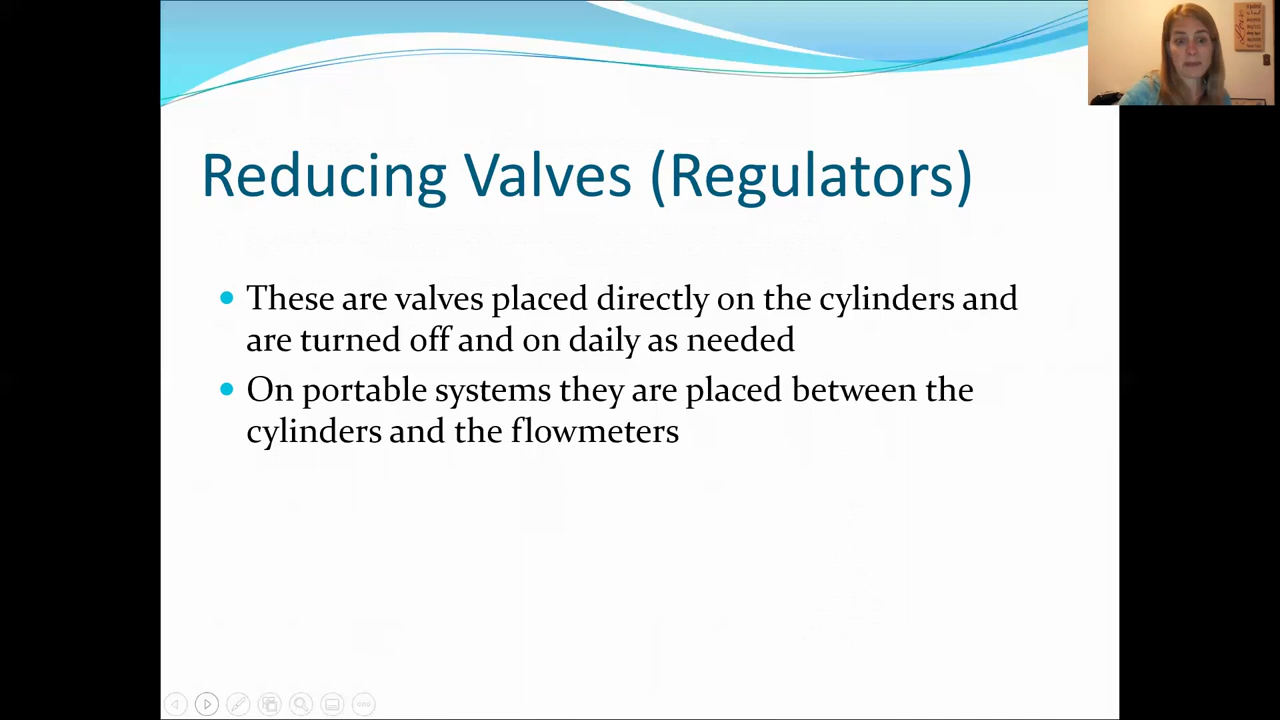 Reducing Valves (Regulators)
These are valves placed directly on the cylinders and
are turned off and on daily as needed
On portable systems they are placed between the
cylinders and the flowmeters